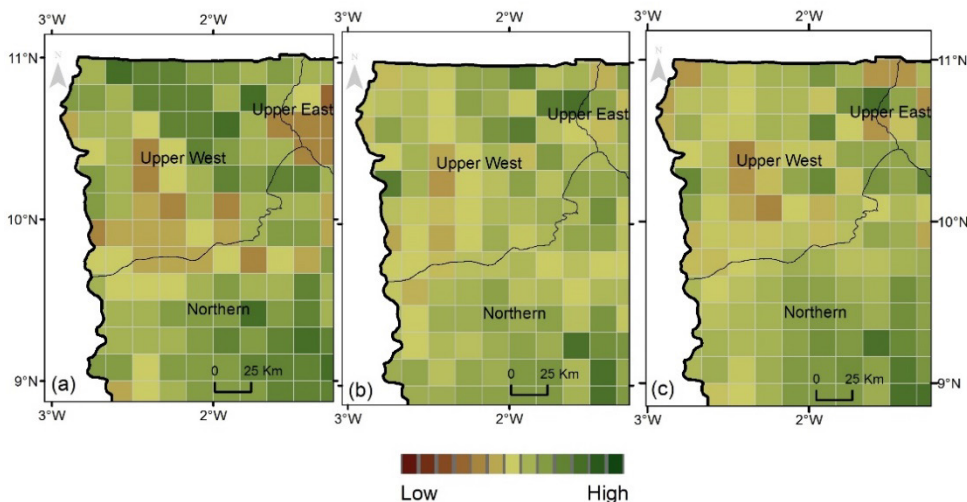 3°W 2°W 3°W 2°W 3°W 2°W
11°N 11°N
N N N
Upper East Upper East Upper East
Upper West Upper West Upper West
10°N 10°N
Northern Northern Northern
0 25 Km 0 25 Km 0 25 Km
9°N (a) (b) (c) 9°N
3°W 2°W 3°W 2°W 3°W 2°W
Low High